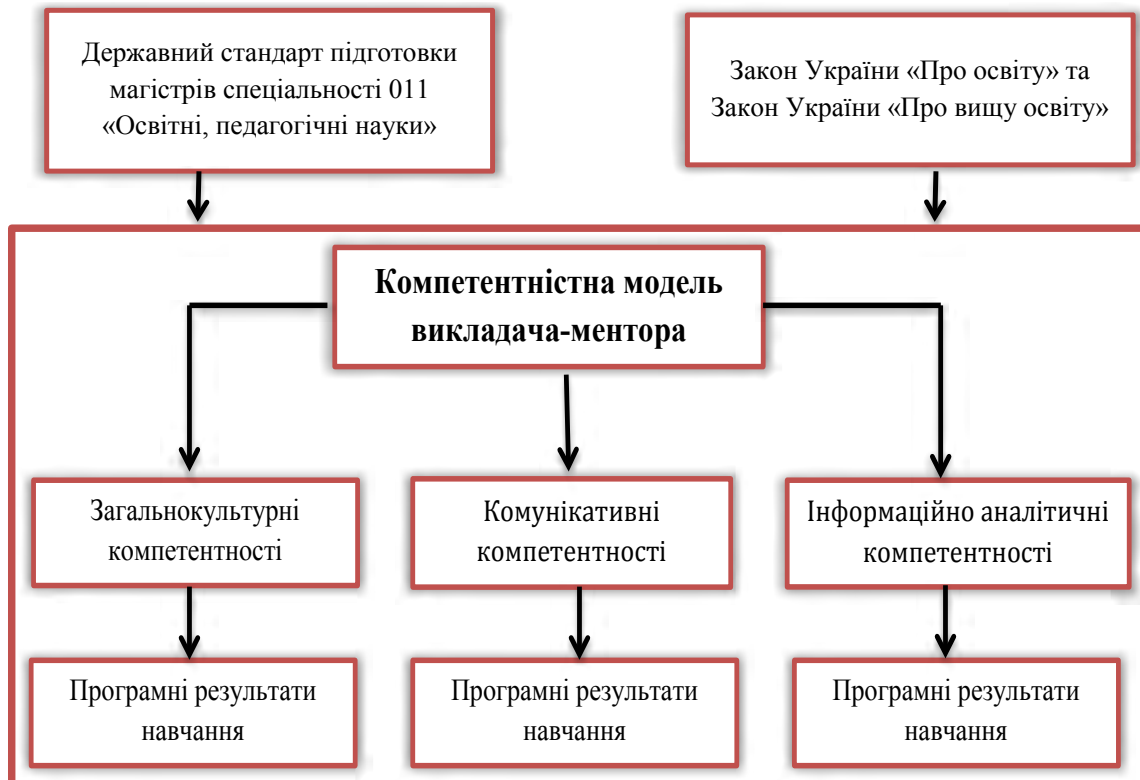 Державний стандарт підготовки
магістрів спеціальності 011
«Освітні, педагогічні науки»
Закон України «Про освіту» та
Закон України «Про вищу освіту»
Компетентністна модель
викладача-ментора
Загальнокультурні
компетентності
Комунікативні
компетентності
Інформаційно аналітичні
компетентності
Програмні результати
навчання
Програмні результати
навчання
Програмні результати
навчання